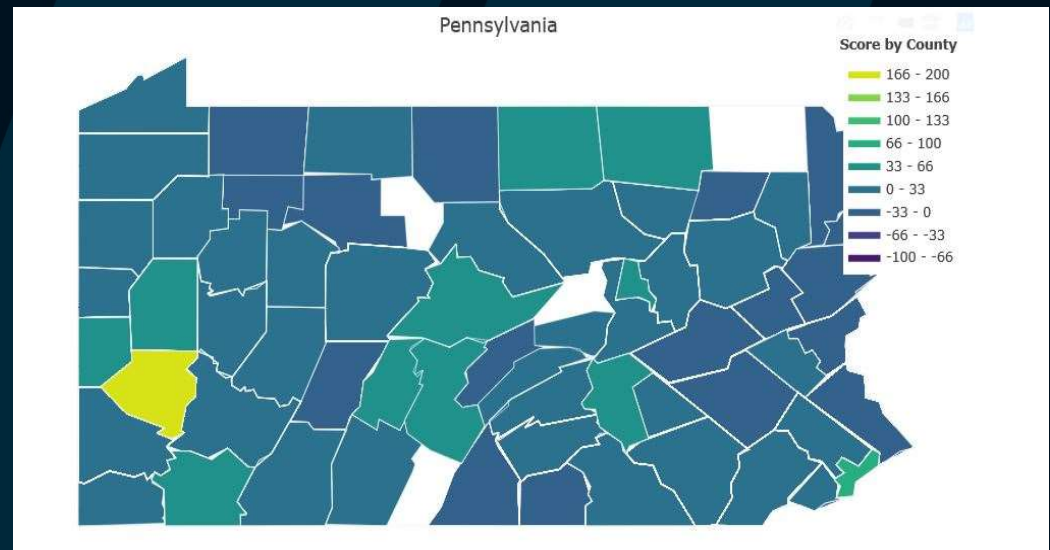 Pennsylvania
Score by County
166 - 200
133 - 166
100 - 133
66 - 100
33 - 66
0 - 33
-33 - 0
-66 - -33
-100 - -66